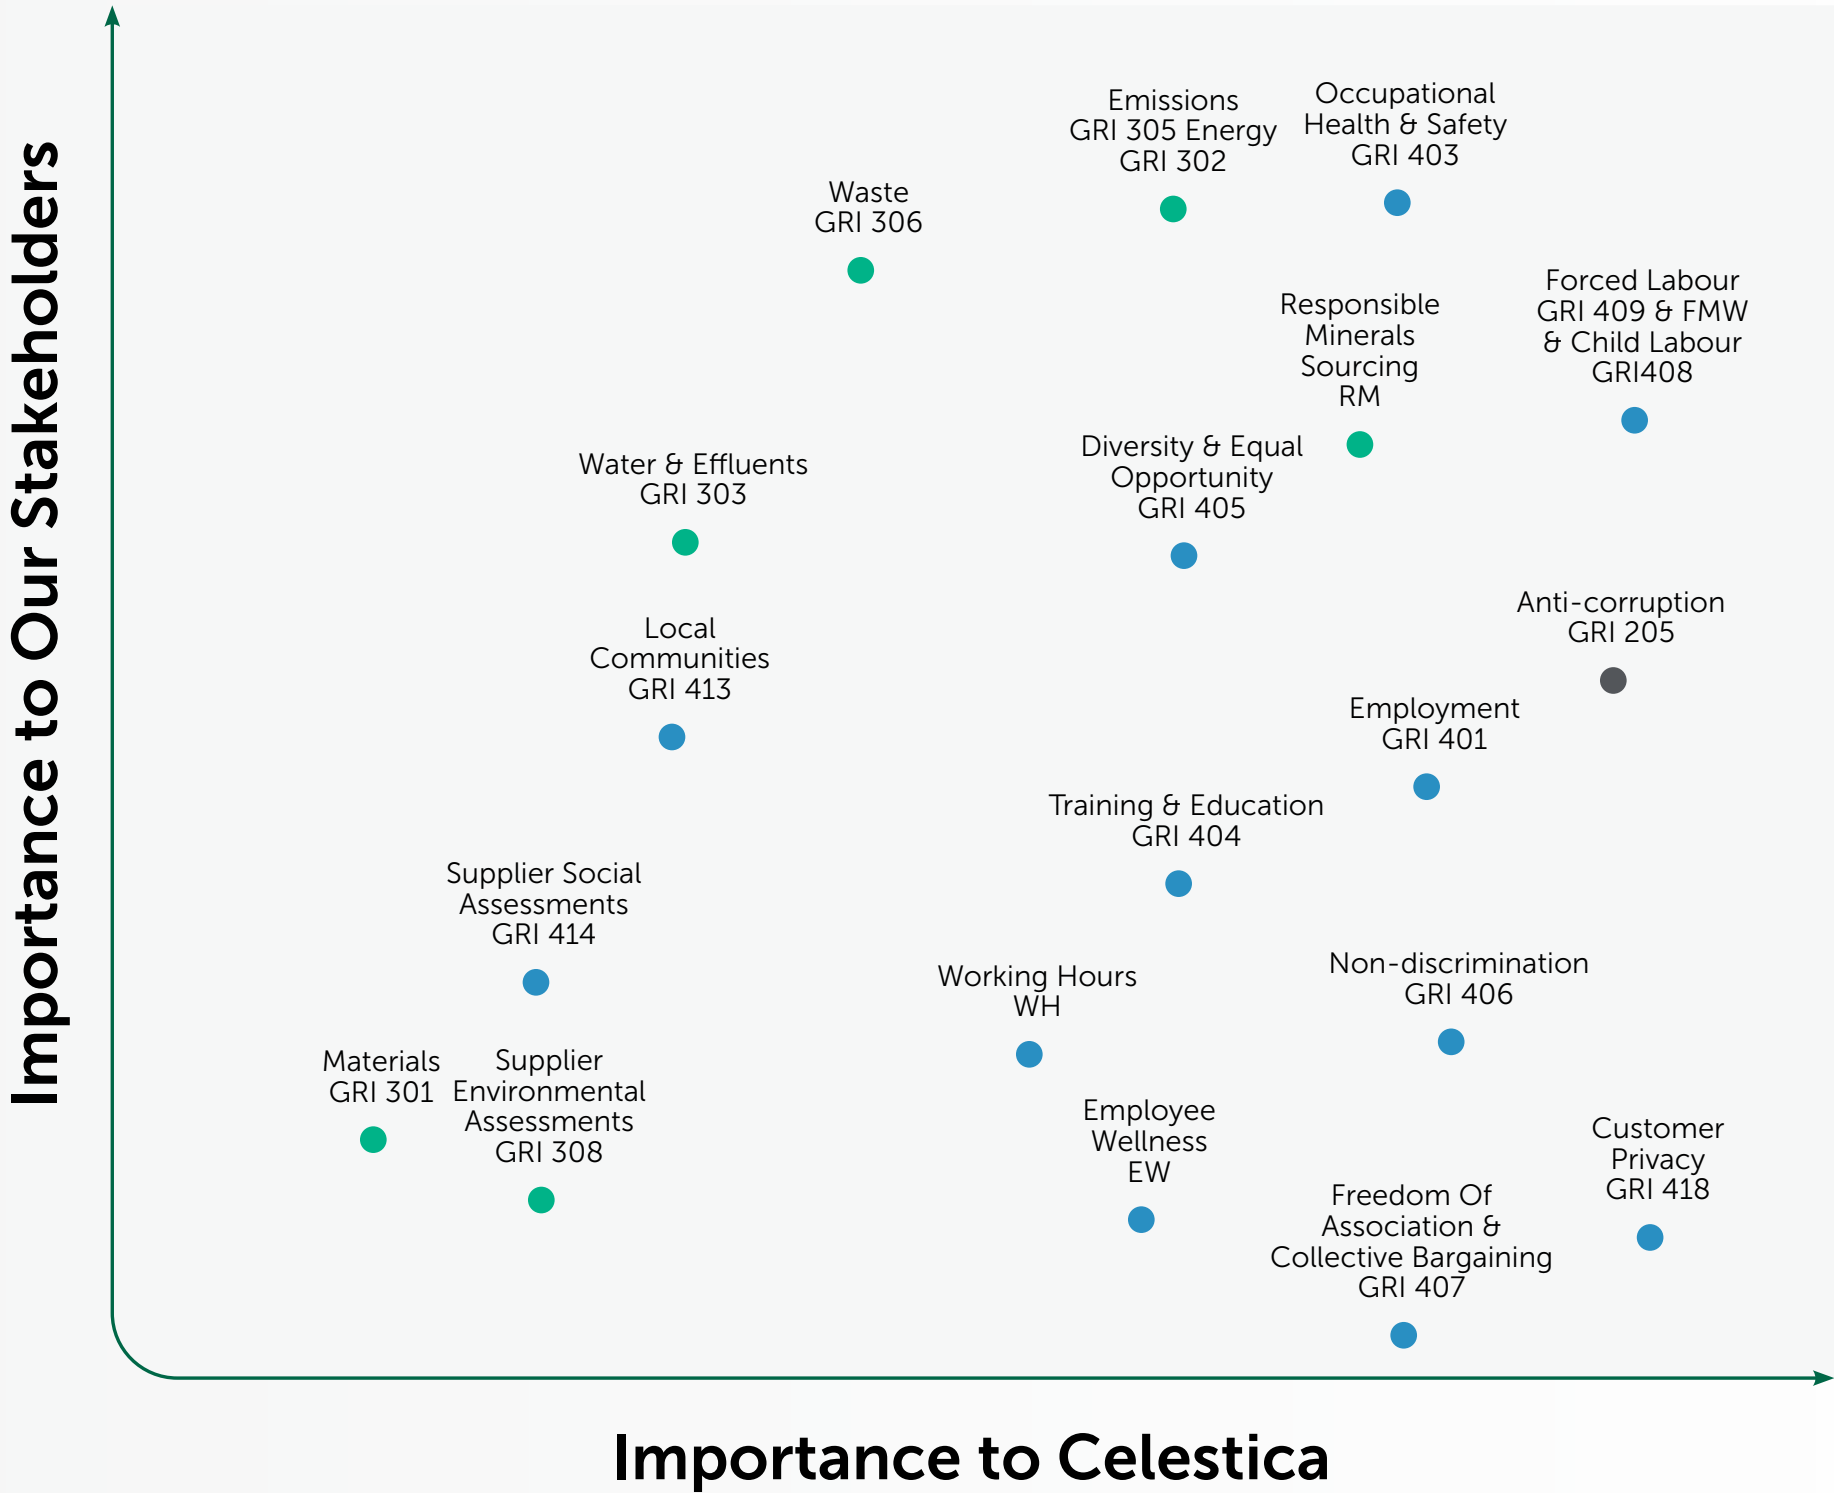 Importance to Our Stakeholders
Emissions
GRI 305 Energy
GRI 302
Occupational
Health & Safety
GRI 403
Waste
GRI 306
Forced Labour
GRI 409 & FMW
& Child Labour
GRI408
Responsible
Minerals
Sourcing
RM
Diversity & Equal
Opportunity
GRI 405
Water & Effluents
GRI 303
Anti-corruption
GRI 205
Local
Communities
GRI 413
Employment
GRI 401
Training & Education
GRI 404
Supplier Social
Assessments
GRI 414
Working Hours
WH
Non-discrimination
GRI 406
Materials
GRI 301
Supplier
Environmental
Assessments
GRI 308
Employee
Wellness
EW
Customer
Privacy
GRI 418
Freedom Of
Association &
Collective Bargaining
GRI 407
Importance to Celestica